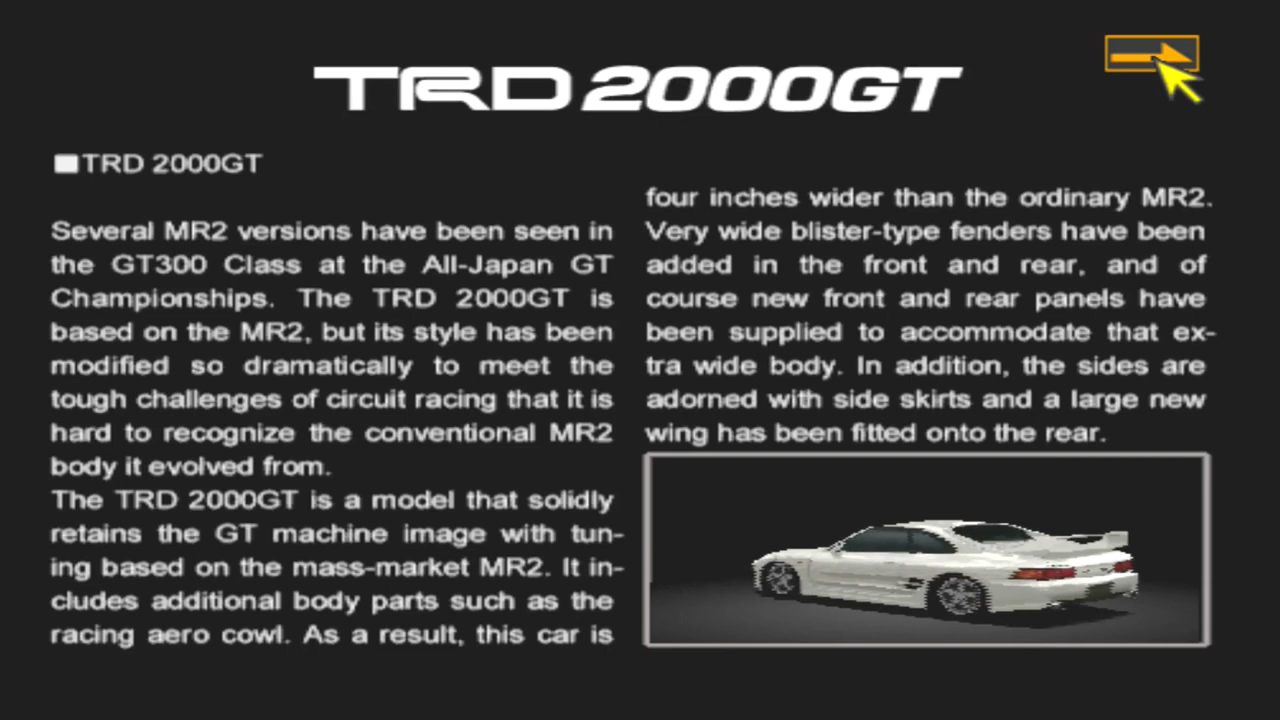 TRD 2000GT
■TRD 2000GT
Several MR2 versions have been seen in
the GT300 Class at the All-Japan GT
Championships. The TRD 2000GT is
based on the MR2, but its style has been
modified so dramatically to meet the
tough challenges of circuit racing that it is
hard to recognize the conventional MR2
body it evolved from.
The TRD 2000GT is a model that solidly
retains the GT machine image with tun-
ing based on the mass-market MR2. It in-
cludes additional body parts such as the
racing aero cowl. As a result, this car is
four inches wider than the ordinary MR2.
Very wide blister-type fenders have been
added in the front and rear, and of
course new front and rear panels have
been supplied to accommodate that ex-
tra wide body. In addition, the sides are
adorned with side skirts and a large new
wing has been fitted onto the rear.